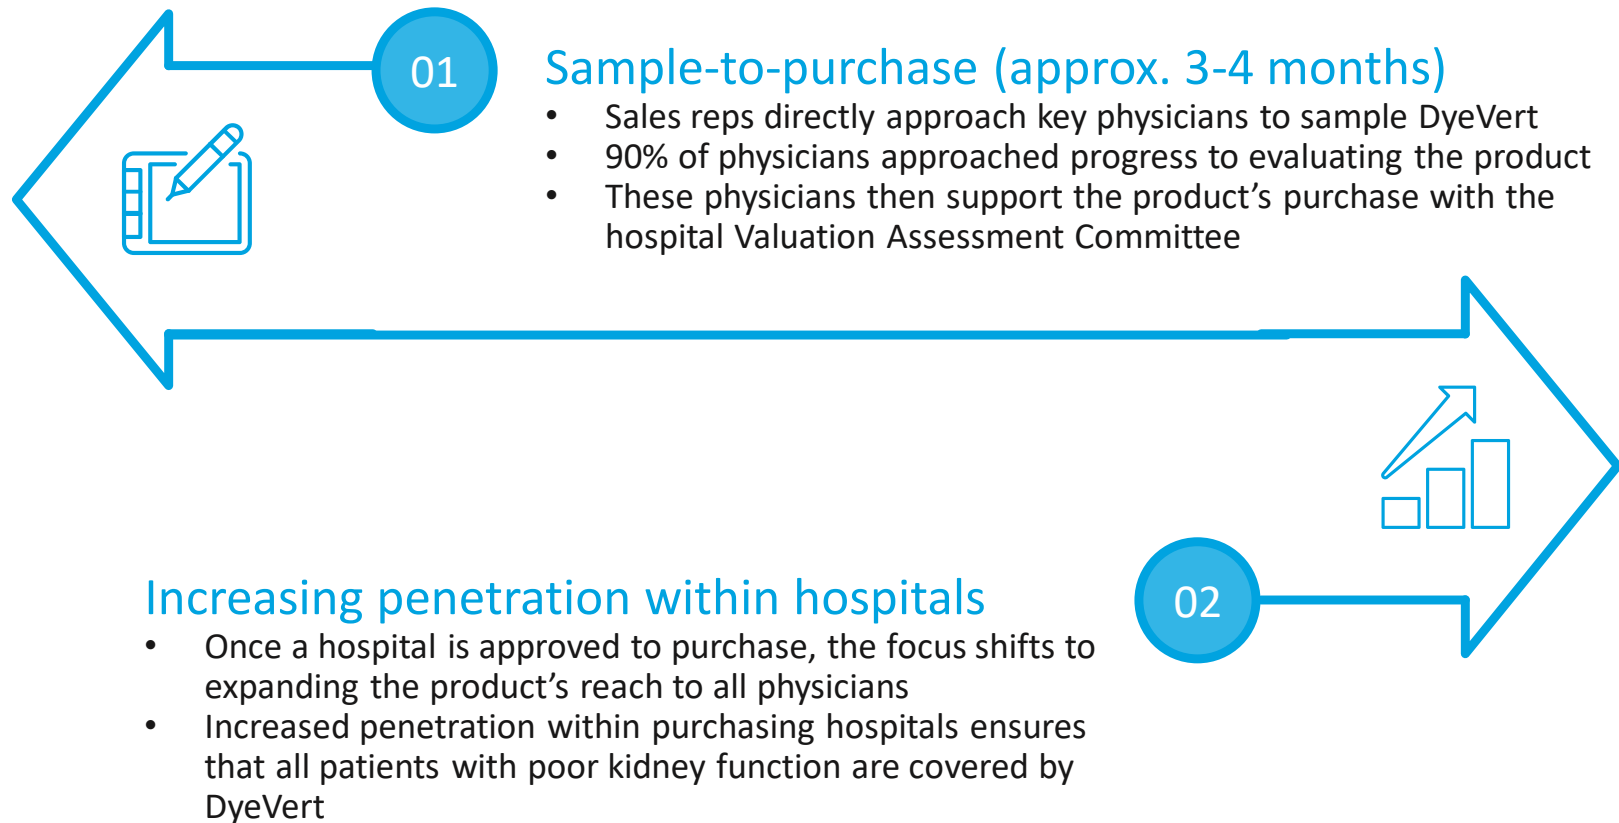 01
Sample-to-purchase (approx. 3-4 months)
• Sales reps directly approach key physicians to sample DyeVert
• 90% of physicians approached progress to evaluating the product
• These physicians then support the product’s purchase with the
hospital Valuation Assessment Committee
02
Increasing penetration within hospitals
• Once a hospital is approved to purchase, the focus shifts to
expanding the product’s reach to all physicians
• Increased penetration within purchasing hospitals ensures
that all patients with poor kidney function are covered by
DyeVert